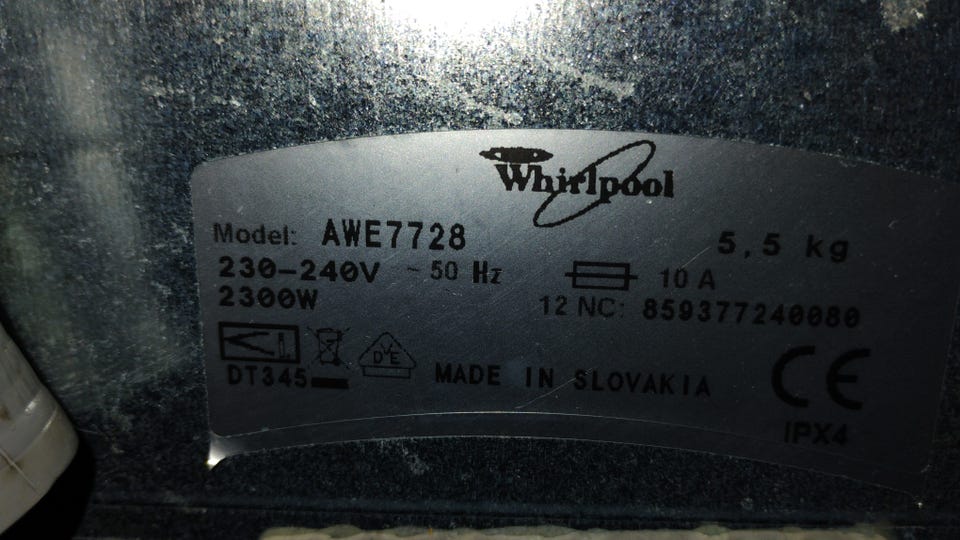 Whirlpool
Model: AWE7728
5,5 kg
230-240V ~ 50 Hz
10 A
2300W
12 NC: 859377240080
DVE
DT345
MADE IN SLOVAKIA
CE
IPX4